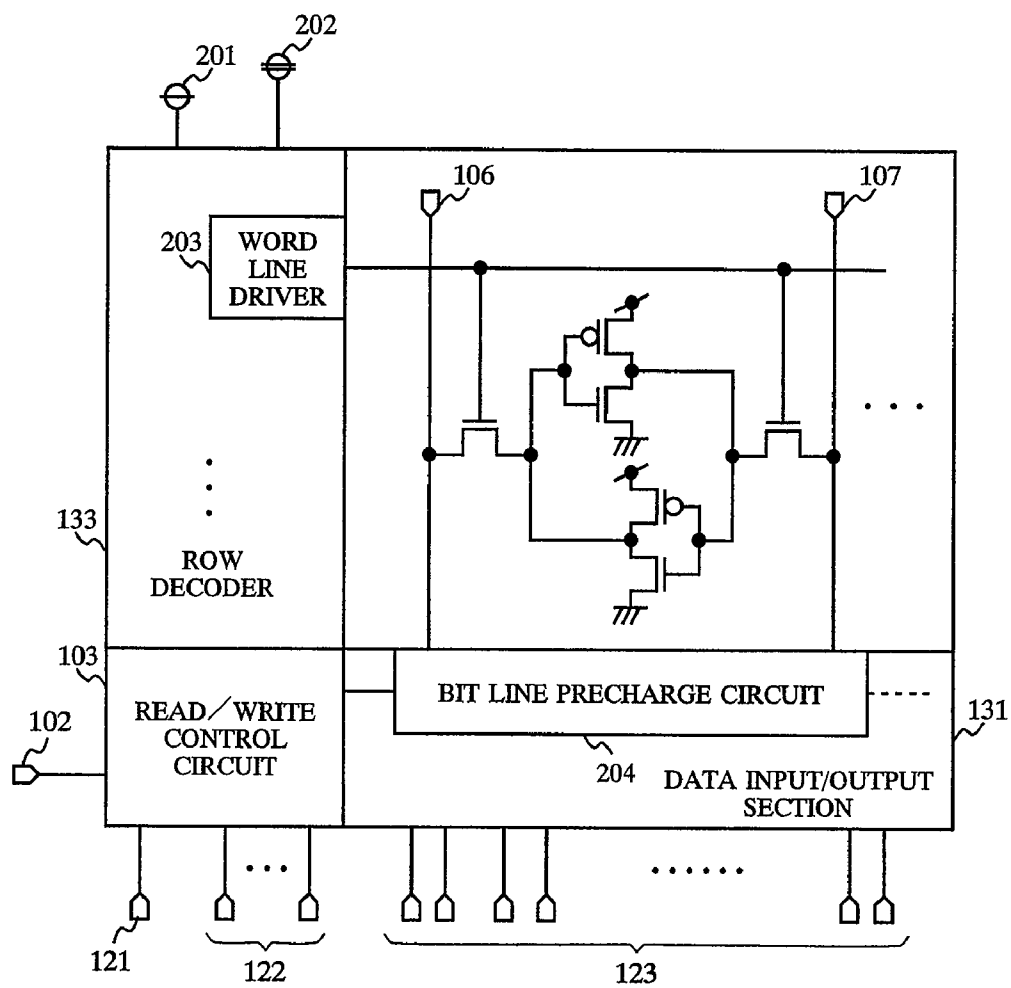 202
201
106
107
203
WORD
LINE
DRIVER
133
ROW
DECODER
103
READ/WRITE
CONTROL
CIRCUIT
BIT LINE PRECHARGE CIRCUIT
131
102
204
DATA INPUT/OUTPUT
SECTION
121
122
123